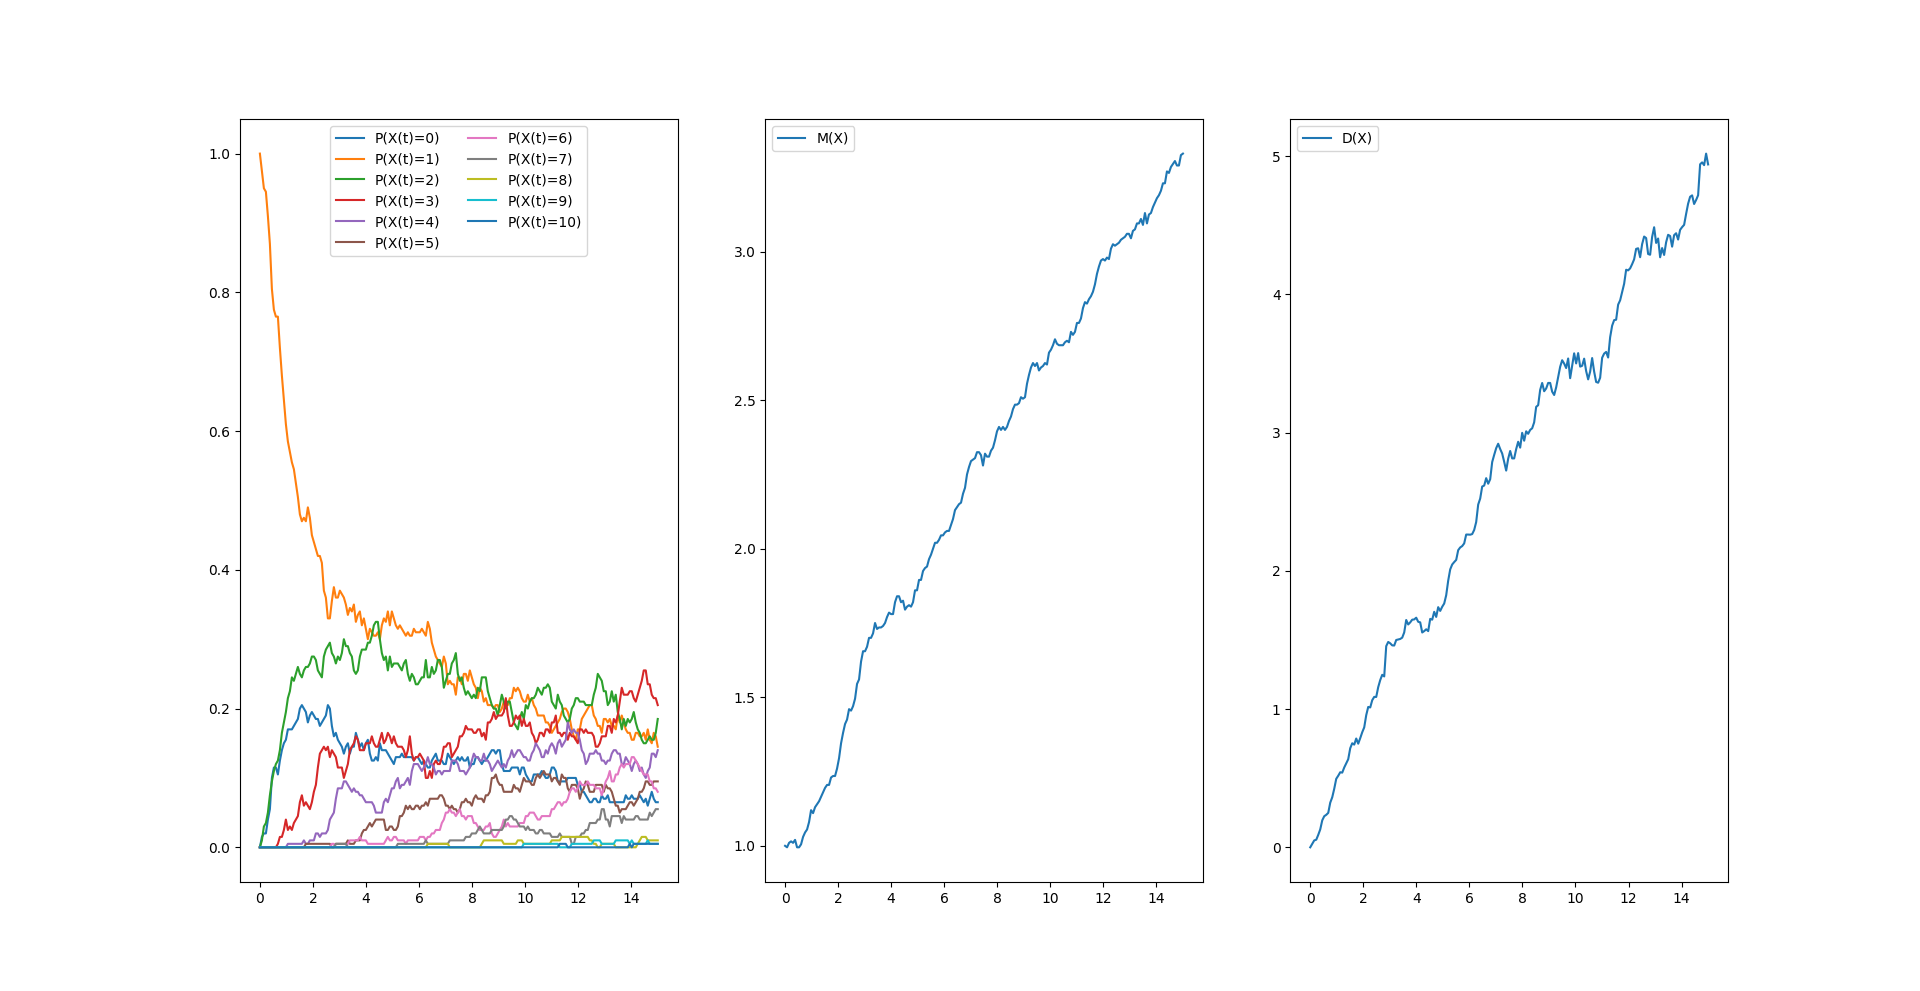 P(X(t)=0)
P(X(t)=1)
P(X(t)=2)
P(X(t)=3)
P(X(t)=4)
P(X(t)=5)
P(X(t)=6)
P(X(t)=7)
P(X(t)=8)
P(X(t)=9)
P(X(t)=10)
1.0
0.8
0.6
0.4
0.2
0.0
0 2 4 6 8 10 12 14
M(X)
3.0
2.5
2.0
1.5
1.0
0 2 4 6 8 10 12 14
D(X)
5
4
3
2
1
0
0 2 4 6 8 10 12 14